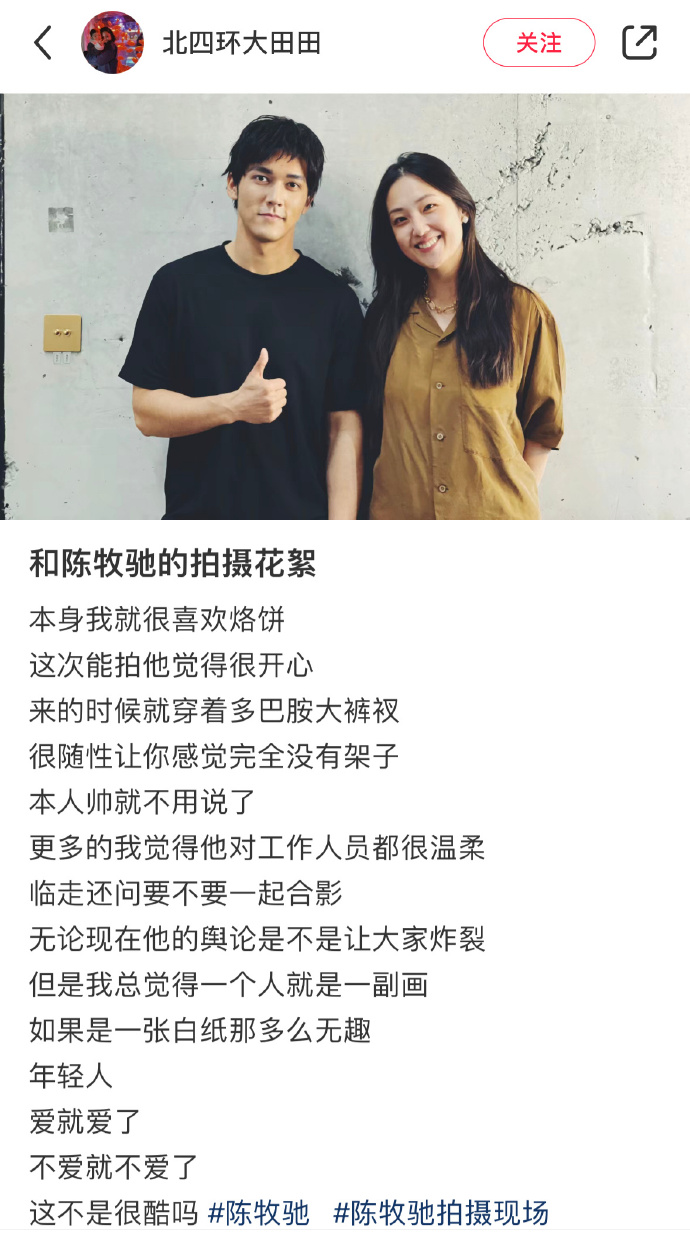 北四环大田田
关注
和陈牧驰的拍摄花絮
本身我就很喜欢烙饼
这次能拍他觉得很开心
来的时候就穿着多巴胺大裤衩
很随性让你感觉完全没有架子
本人帅就不用说了
更多的我觉得他对工作人员都很温柔
临走还问要不要一起合影
无论现在他的舆论是不是让大家炸裂
但是我总觉得一个人就是一副画
如果是一张白纸那多么无趣
年轻人
爱就爱了
不爱就不爱了
这不是很酷吗 #陈牧驰 #陈牧驰拍摄现场